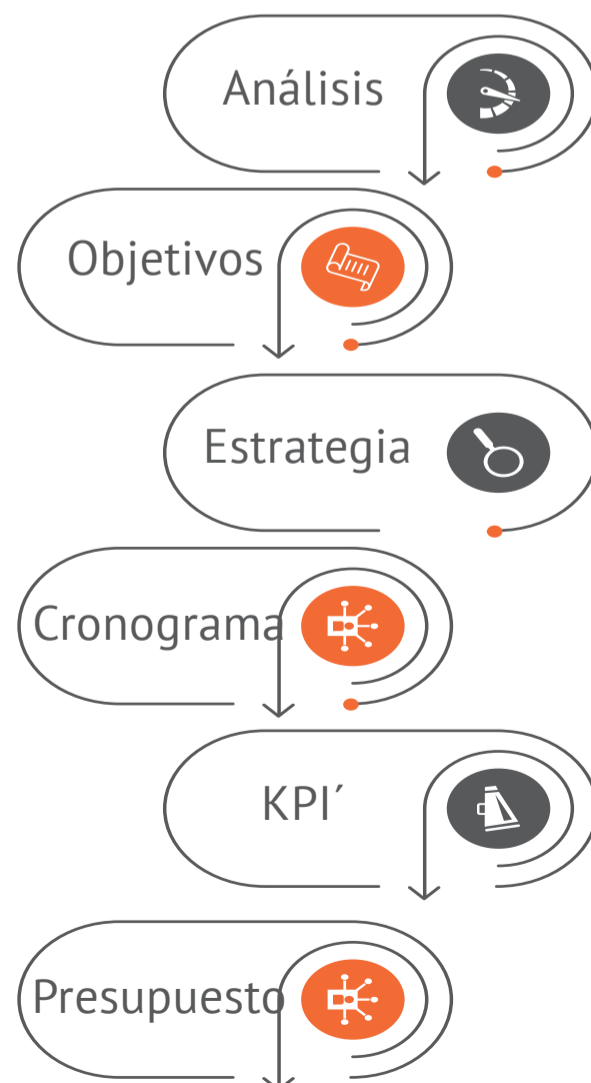 Análisis
Objetivos
Estrategia
Cronograma
KPI´
Presupuesto